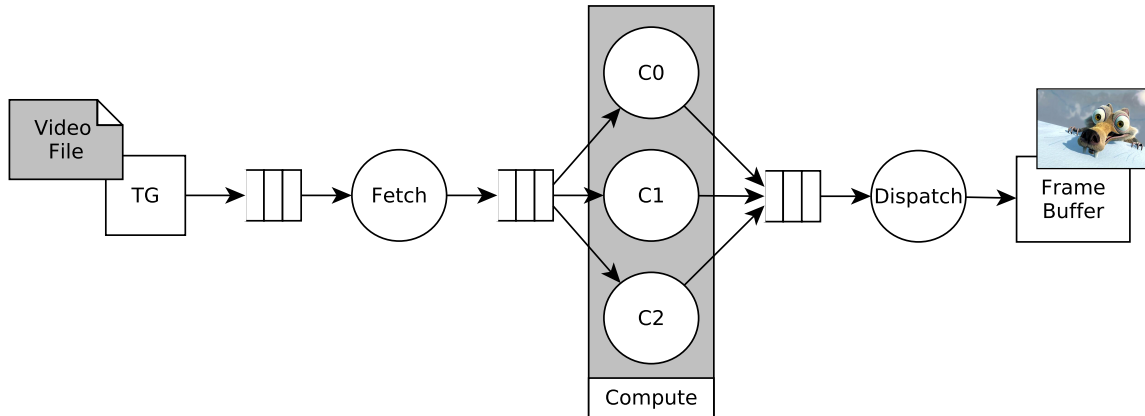 Video
File
TG
Fetch
C0
C1
C2
Compute
Dispatch
Frame
Buffer